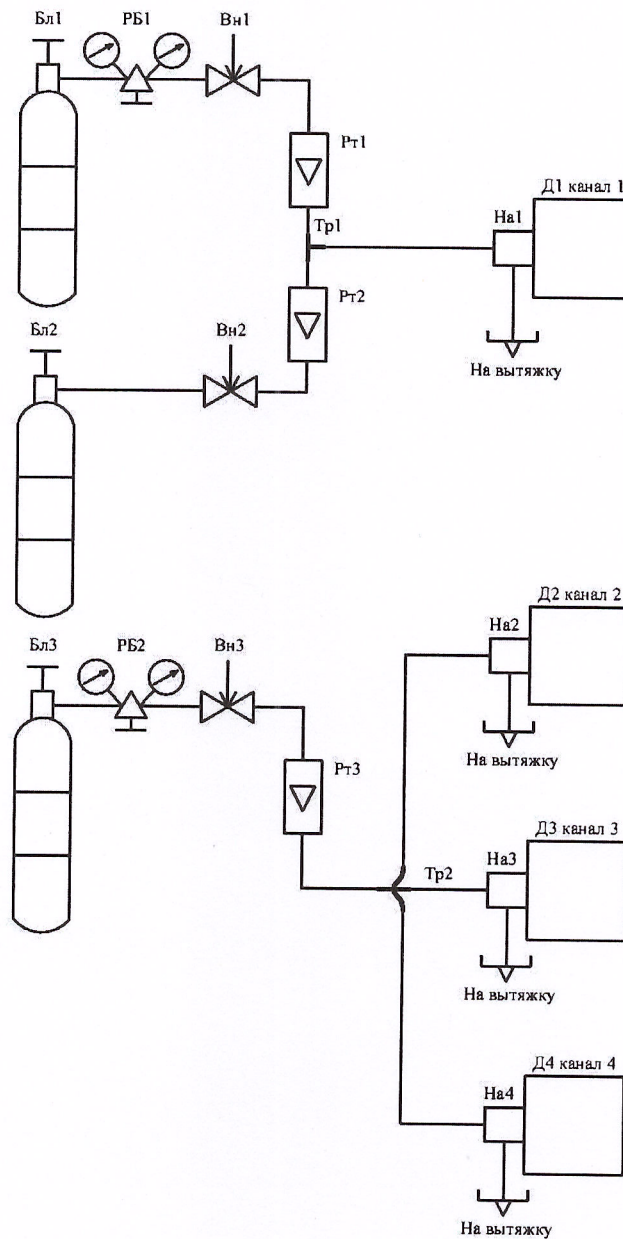 Бл1
РБ1
Вн1
Рт1
Д1 канал 1
На1
Тр1
Рт2
Бл2
Вн2
На вытяжку
Д2 канал 2
На2
Бл3
РБ2
Вн3
На вытяжку
Рт3
Д3 канал 3
На3
Тр2
На вытяжку
Д4 канал 4
На4
На вытяжку